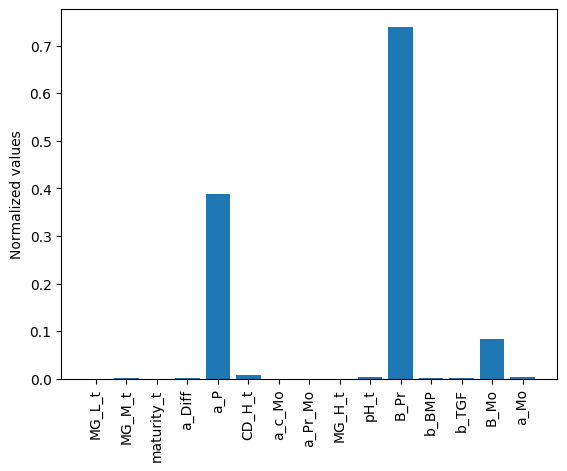 Normalized values
0.7
0.6
0.5
0.4
0.3
0.2
0.1
0.0
MG_L_t
MG_M_t
maturity_t
a_Diff
a_P
CD_H_t
a_c_Mo
a_Pr_Mo
MG_H_t
pH_t
B_Pr
b_BMP
b_TGF
B_Mo
a_Mo